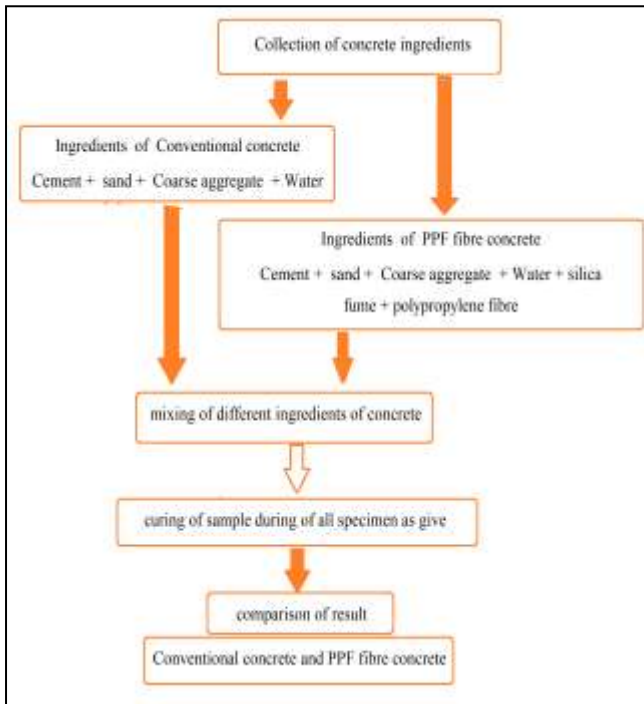 Collection of concrete ingredients
Ingredients of Conventional concrete
Cement + sand + Coarse aggregate + Water
Ingredients of PPF fibre concrete
Cement + sand + Coarse aggregate + Water + silica
fume + polypropylene fibre
mixing of different ingredients of concrete
curing of sample during of all specimen as give
comparison of result
Conventional concrete and PPF fibre concrete